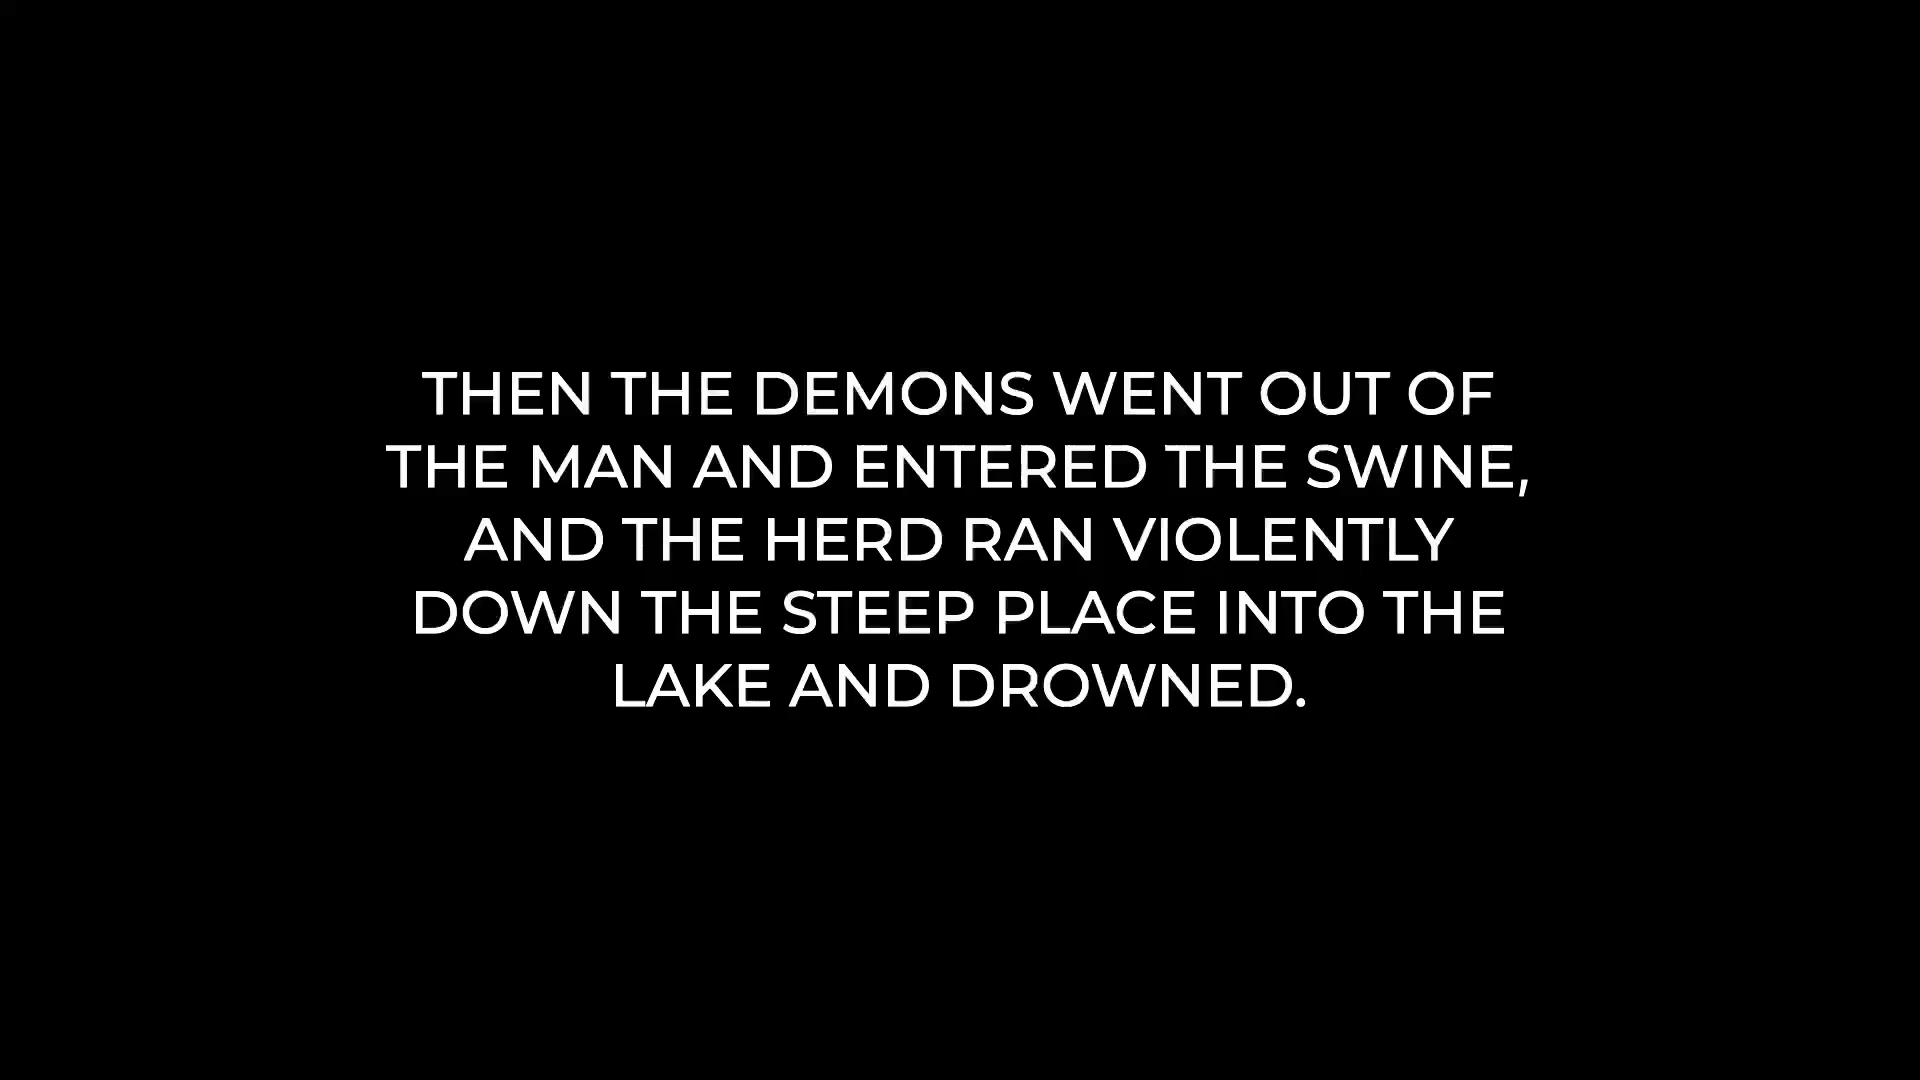 THEN THE DEMONS WENT OUT OF
THE MAN AND ENTERED THE SWINE,
AND THE HERD RAN VIOLENTLY
DOWN THE STEEP PLACE INTO THE
LAKE AND DROWNED.